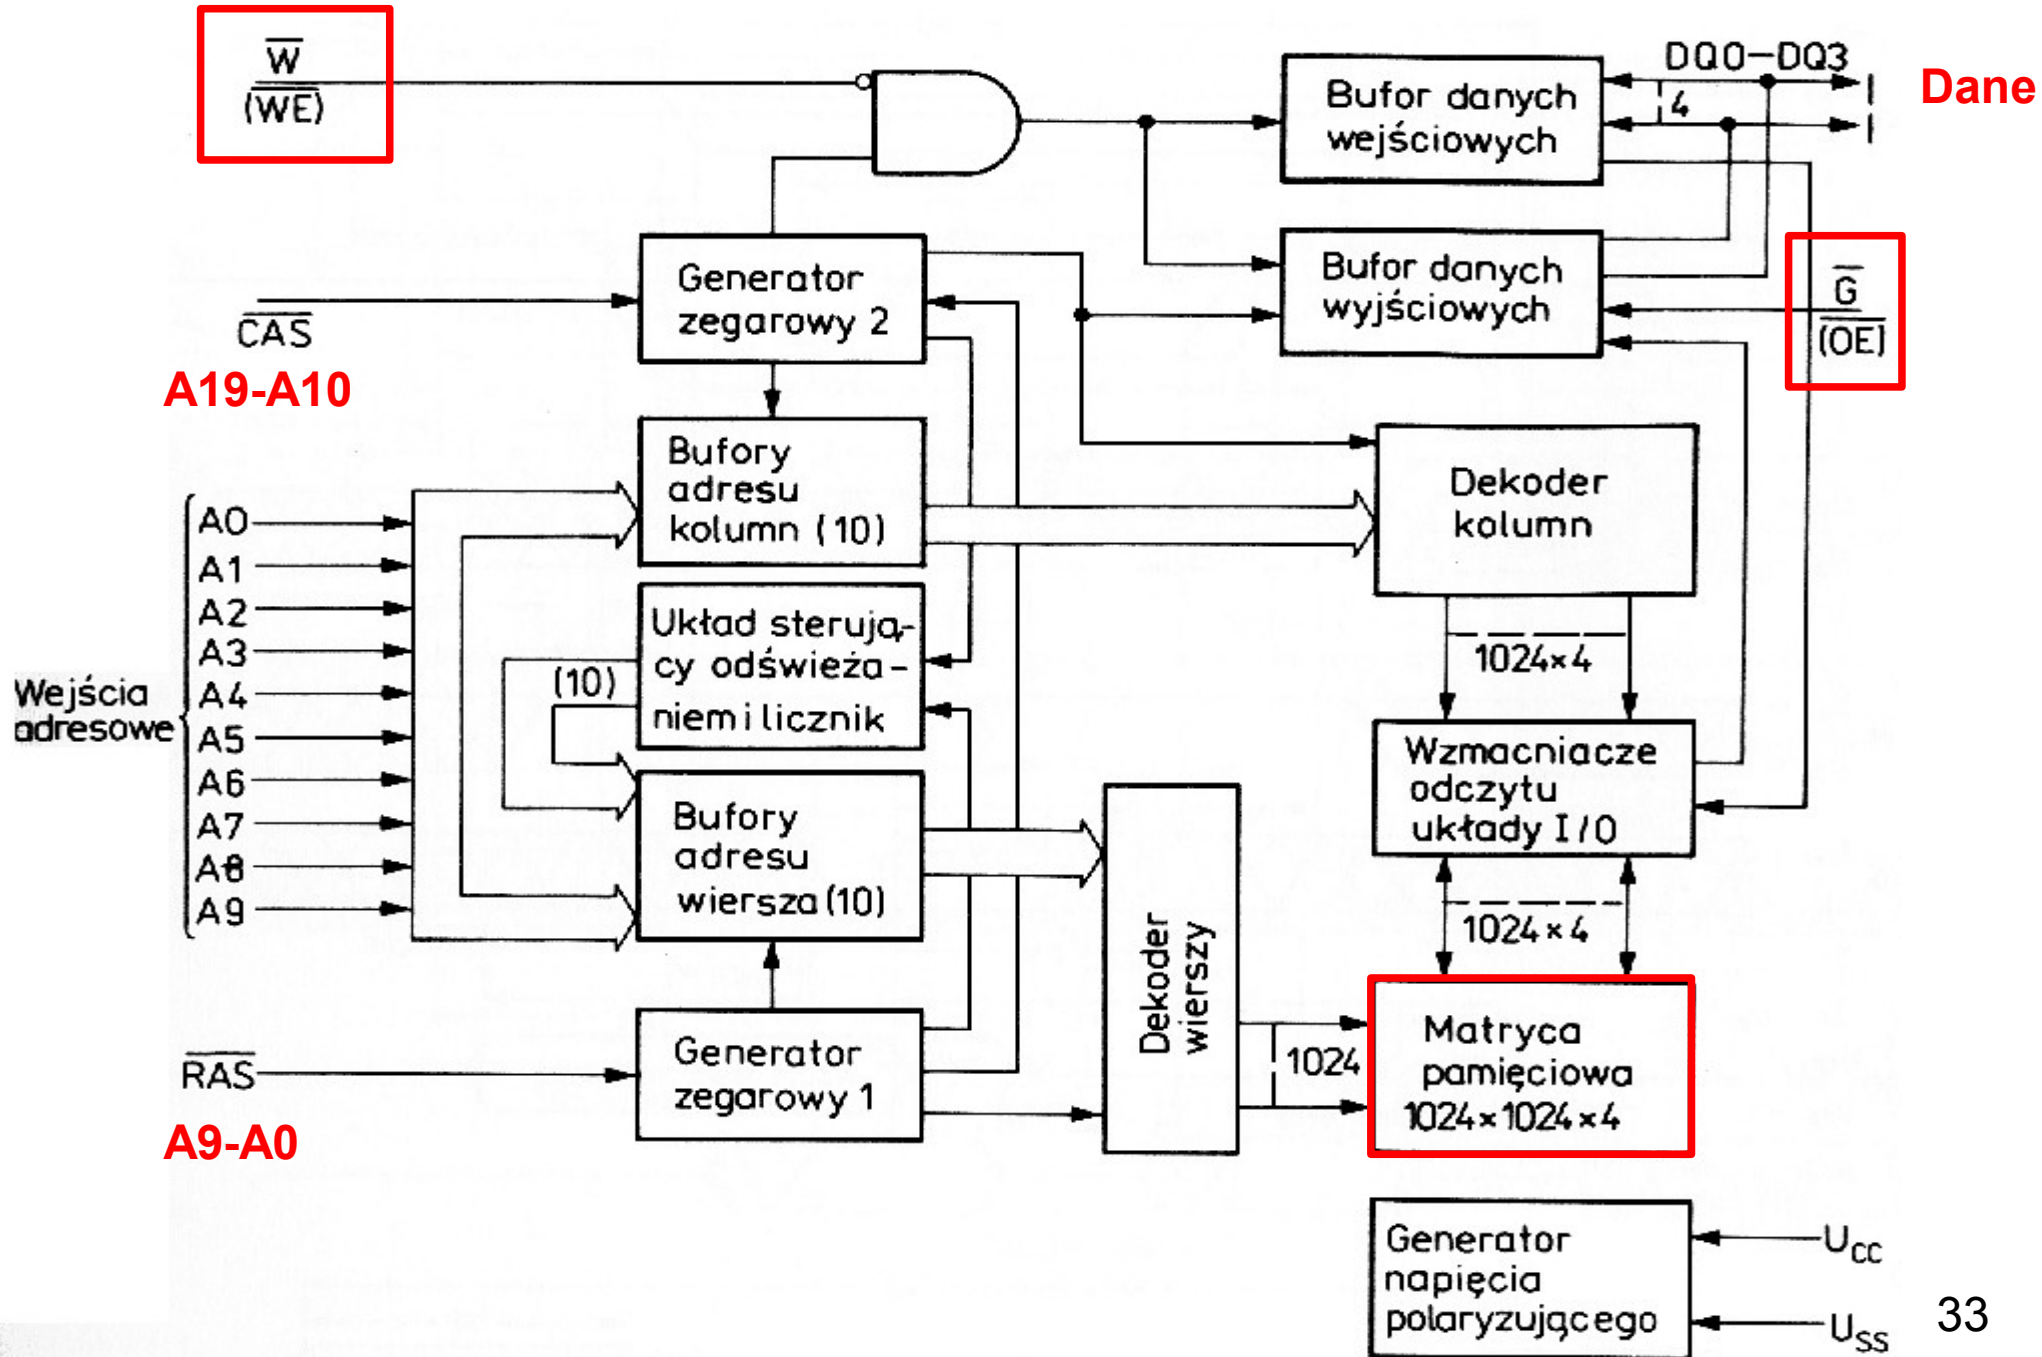 W
(WE)
DQ0-DQ3
4
Dane
Bufor danych
wejściowych
Generator
zegarowy 2
Bufor danych
wyjściowych
G
(OE)
CAS
A19-A10
Bufory
adresu
kolumn (10)
Dekoder
kolumn
Wejścia
adresowe
A0
A1
A2
A3
A4
A5
A6
A7
A8
A9
Układ sterują-
cy odświeża-
niem i licznik
(10)
1024×4
Wzmacniacze
odczytu
układy I/O
Bufory
adresu
wiersza (10)
1024×4
Dekoder
wierszy
1024
Matryca
pamięciowa
1024×1024×4
RAS
Generator
zegarowy 1
A9-A0
Generator
napięcia
polaryzującego
UCC
USS
33